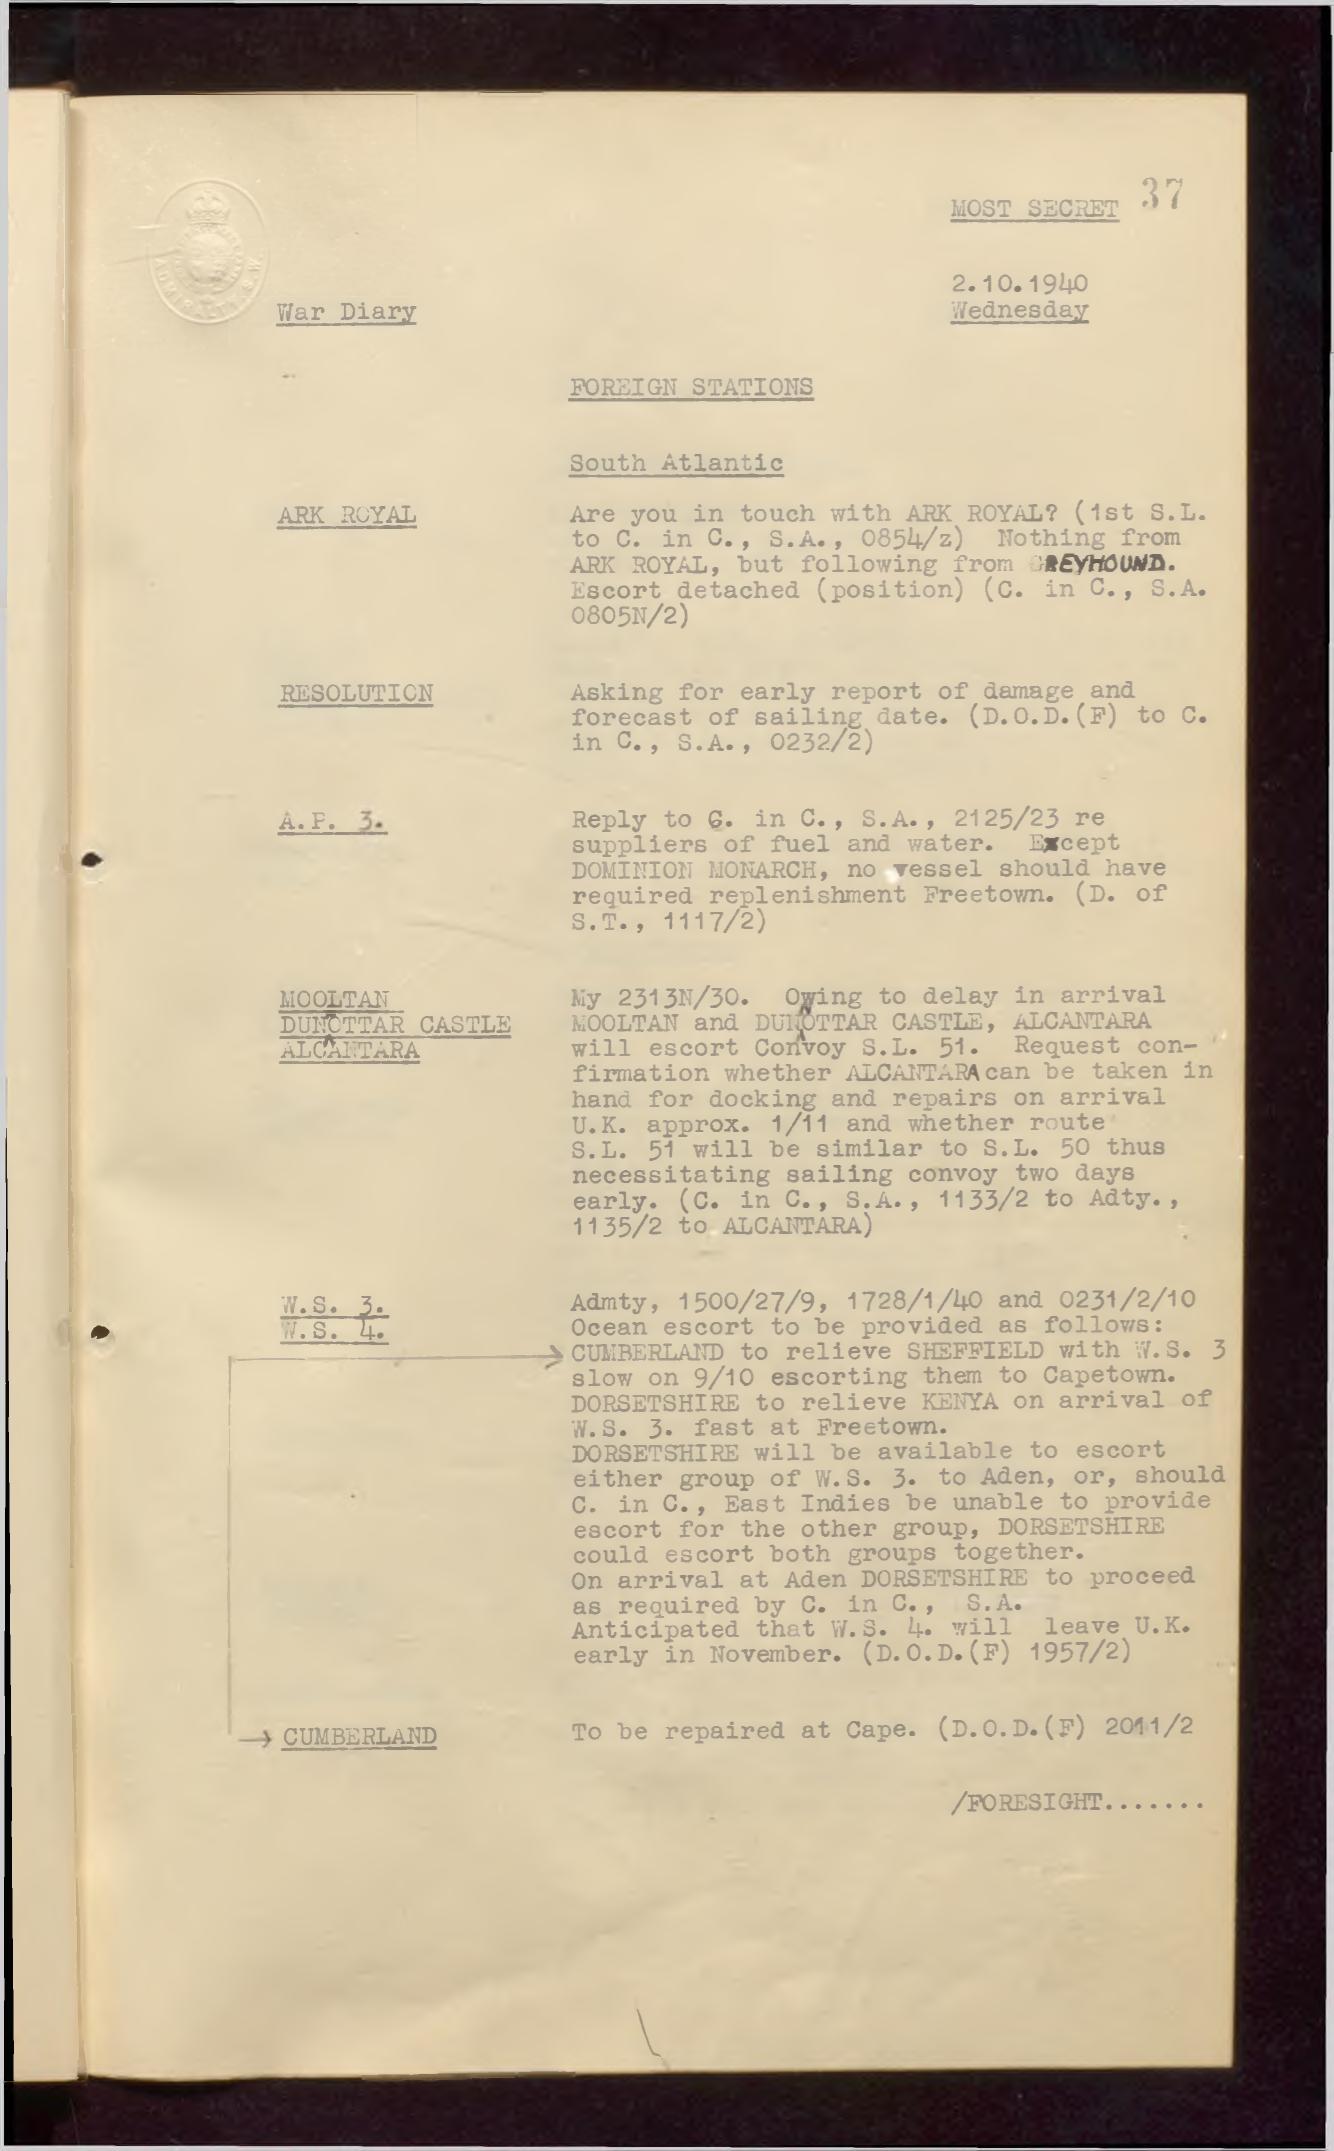 MOST SECRET 37
2.10.1940
War Diary
Wednesday
FOREIGN STATIONS
South Atlantic
ARK ROYAL
Are you in touch with ARK ROYAL? (1st S.L.
to C. in C., S.A., 0854/z) Nothing from
ARK ROYAL, but following from GREYHOUND.
Escort detached (position) (C. in C., S.A.
0805N/2)
RESOLUTION
Asking for early report of damage and
forecast of sailing date. (D.O.D.(F) to C.
in C., S.A., 0232/2)
A.P. 3.
Reply to C. in C., S.A., 2125/23 re
suppliers of fuel and water. Except
DOMINION MONARCH, no vessel should have
required replenishment Freetown. (D. of
S.T., 1117/2)
MOOLTAN
DUNOTTAR CASTLE
ALCANTARA
My 2313N/30. Owing to delay in arrival
MOOLTAN and DUNOTTAR CASTLE, ALCANTARA
will escort Convoy S.L. 51. Request con-
firmation whether ALCANTARA can be taken in
hand for docking and repairs on arrival
U.K. approx. 1/11 and whether route
S.L. 51 will be similar to S.L. 50 thus
necessitating sailing convoy two days
early. (C. in C., S.A., 1133/2 to Adty.,
1135/2 to ALCANTARA)
W.S. 3.
W.S. 4.
Admty, 1500/27/9, 1728/1/40 and 0231/2/10
Ocean escort to be provided as follows:
CUMBERLAND to relieve SHEFFIELD with W.S. 3
slow on 9/10 escorting them to Capetown.
DORSETSHIRE to relieve KENYA on arrival of
W.S. 3. fast at Freetown.
DORSETSHIRE will be available to escort
either group of W.S. 3. to Aden, or, should
C. in C., East Indies be unable to provide
escort for the other group, DORSETSHIRE
could escort both groups together.
On arrival at Aden DORSETSHIRE to proceed
as required by C. in C., S.A.
Anticipated that W.S. 4. will leave U.K.
early in November. (D.O.D.(F) 1957/2)
CUMBERLAND
To be repaired at Cape. (D.O.D.(F) 2011/2
/FORESIGHT.......